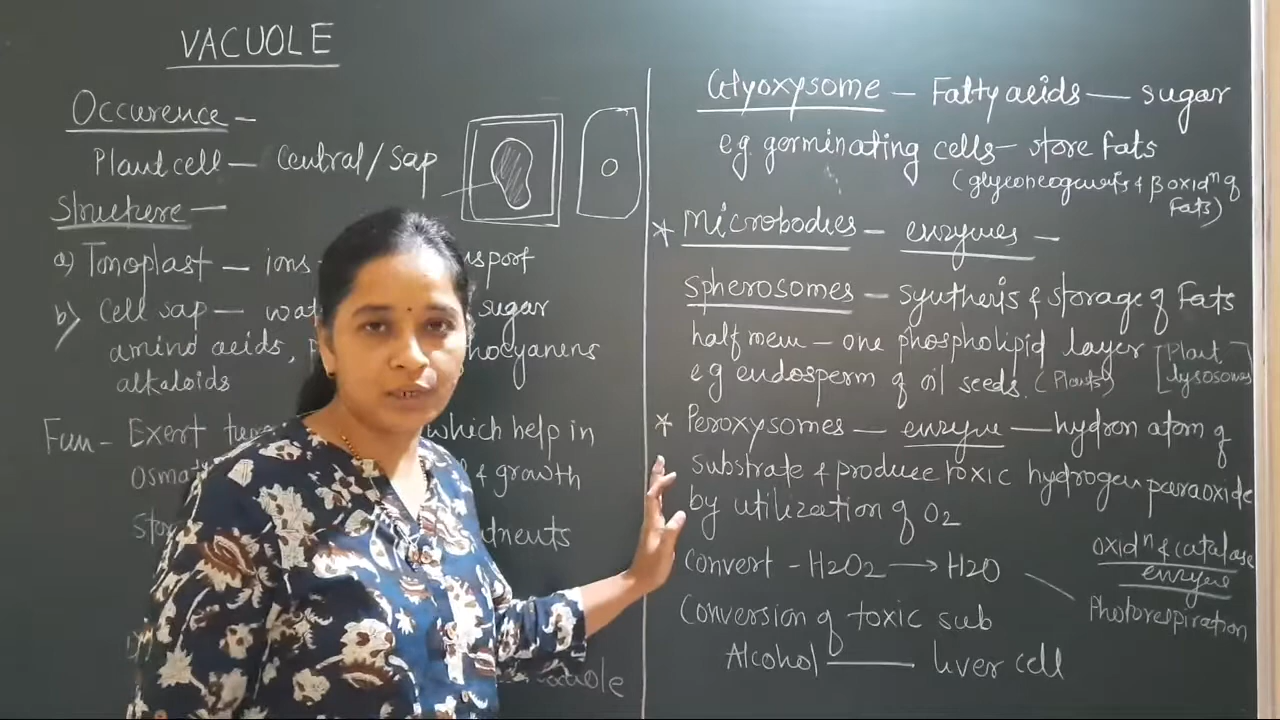 VACUOLE
Occurence –
Plant cell – Central/Sap
Structure –
a) Tonoplast – ions
b) Cell sap – sugar
amino acids,
alkaloids
Fun – Exert which help in
& growth
Glyoxysome – Fatty acids — sugar
e.g. germinating cells – store fats
(glyconeogenesis & β oxidⁿ of
fats)
* Microbodies – enzymes –
Spherosomes – synthesis & storage of Fats
half mem – one phospholipid layer [Plant
lysosomes]
e.g endosperm of oil seeds. (Plants)
* Peroxysomes – enzyme — hydron atom of
substrate & produce toxic hydrogen peroxide
by utilization of O2
convert – H2O2 → H2O
oxidⁿ & catalase
enzyme
Photorespiration
Conversion of toxic sub
Alcohol — liver cell